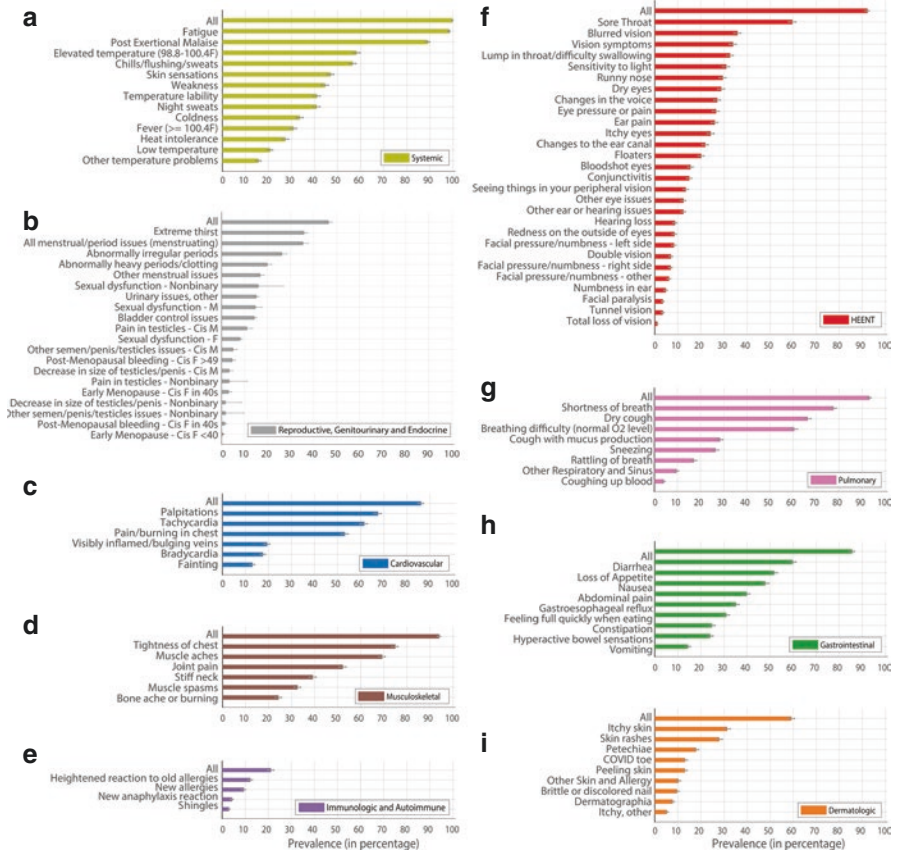 a
All
Fatigue
Post Exertional Malaise
Elevated temperature (98.8-100.4F)
Chills/flushing/sweats
Skin sensations
Weakness
Temperature lability
Night sweats
Coldness
Fever (>= 100.4F)
Heat intolerance
Low temperature
Other temperature problems
Systemic
0 10 20 30 40 50 60 70 80 90 100
b
All
Extreme thirst
All menstrual/period issues (menstruating)
Abnormally irregular periods
Abnormally heavy periods/clotting
Other menstrual issues
Sexual dysfunction - Nonbinary
Urinary issues, other
Sexual dysfunction - M
Bladder control issues
Pain in testicles - Cis M
Sexual dysfunction - F
Other semen/penis/testicles issues - Cis M
Post-Menopausal bleeding - Cis F >49
Decrease in size of testicles/penis - Cis M
Pain in testicles - Nonbinary
Early Menopause - Cis F in 40s
Decrease in size of testicles/penis - Nonbinary
Other semen/penis/testicles issues - Nonbinary
Post-Menopausal bleeding - Cis F in 40s
Early Menopause - Cis F <40
Reproductive, Genitourinary and Endocrine
0 10 20 30 40 50 60 70 80 90 100
c
All
Palpitations
Tachycardia
Pain/burning in chest
Visibly inflamed/bulging veins
Bradycardia
Fainting
Cardiovascular
0 10 20 30 40 50 60 70 80 90 100
d
All
Tightness of chest
Muscle aches
Joint pain
Stiff neck
Muscle spasms
Bone ache or burning
Musculoskeletal
0 10 20 30 40 50 60 70 80 90 100
e
All
Heightened reaction to old allergies
New allergies
New anaphylaxis reaction
Shingles
Immunologic and Autoimmune
0 10 20 30 40 50 60 70 80 90 100
Prevalence (in percentage)
f
All
Sore Throat
Blurred vision
Vision symptoms
Lump in throat/difficulty swallowing
Sensitivity to light
Runny nose
Dry eyes
Changes in the voice
Eye pressure or pain
Ear pain
Itchy eyes
Changes to the ear canal
Floaters
Bloodshot eyes
Conjunctivitis
Seeing things in your peripheral vision
Other eye issues
Other ear or hearing issues
Hearing loss
Redness on the outside of eyes
Facial pressure/numbness - left side
Double vision
Facial pressure/numbness - right side
Facial pressure/numbness - other
Numbness in ear
Facial paralysis
Tunnel vision
Total loss of vision
HEENT
0 10 20 30 40 50 60 70 80 90 100
g
All
Shortness of breath
Dry cough
Breathing difficulty (normal O2 level)
Cough with mucus production
Sneezing
Rattling of breath
Other Respiratory and Sinus
Coughing up blood
Pulmonary
0 10 20 30 40 50 60 70 80 90 100
h
All
Diarrhea
Loss of Appetite
Nausea
Abdominal pain
Gastroesophageal reflux
Feeling full quickly when eating
Constipation
Hyperactive bowel sensations
Vomiting
Gastrointestinal
0 10 20 30 40 50 60 70 80 90 100
i
All
Itchy skin
Skin rashes
Petechiae
COVID toe
Peeling skin
Other Skin and Allergy
Brittle or discolored nail
Dermatographia
Itchy, other
Dermatologic
0 10 20 30 40 50 60 70 80 90 100
Prevalence (in percentage)